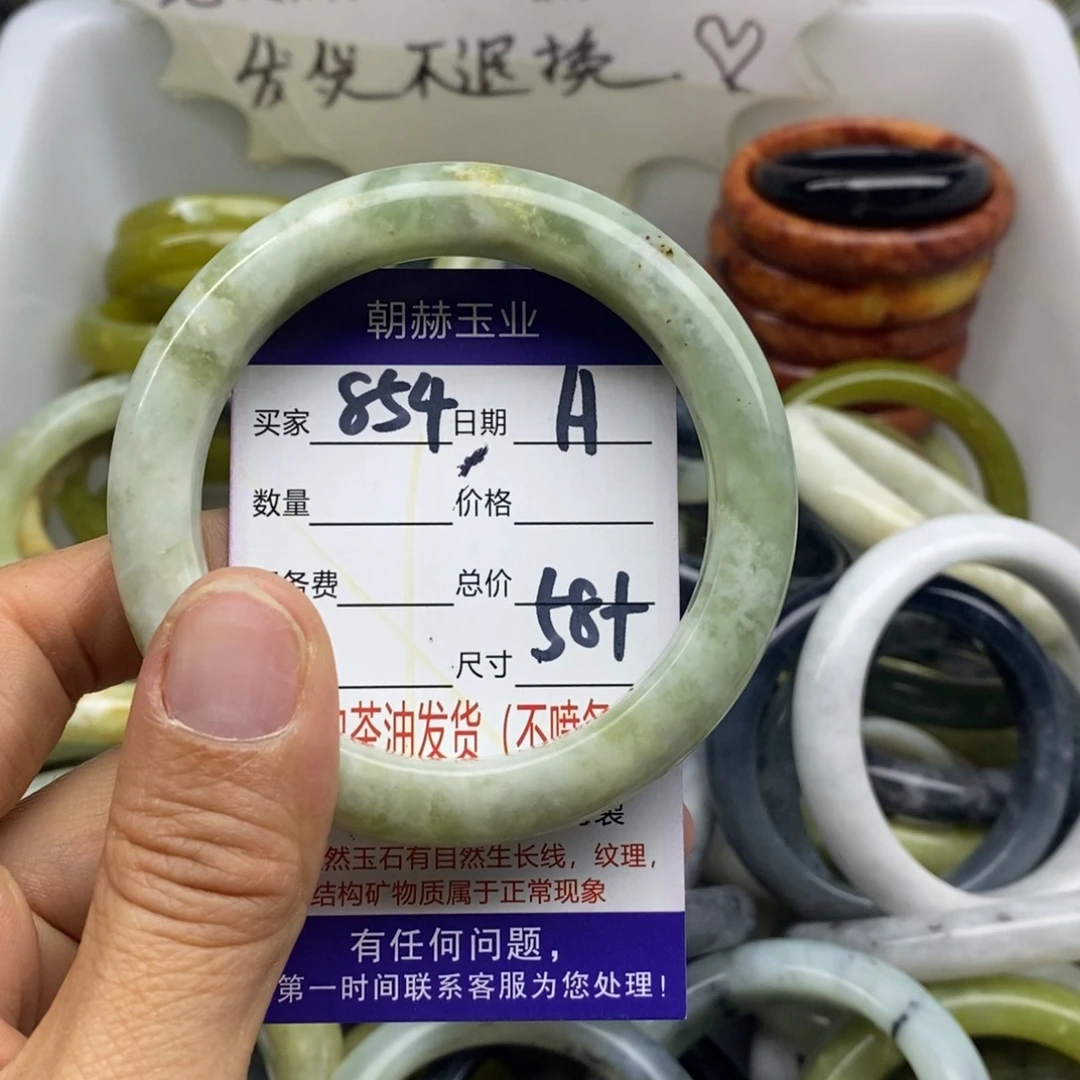 发货不退换.♡
朝赫玉业
买家 854 日期 A
数量 价格
务费 总价 58+
尺寸
茶油发货（不喷
然玉石有自然生长线，纹理，
结构矿物质属于正常现象
有任何问题，
第一时间联系客服为您处理！